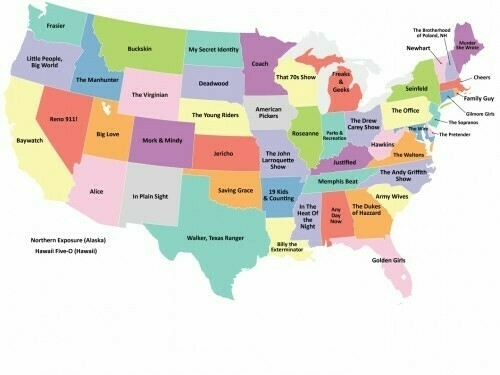 Frasier
Buckskin
My Secret Identity
Coach
The Brotherhood
of Poland, NH
Murder
She Wrote
Newhart
Little People,
Big World
The Manhunter
Deadwood
That 70s Show
Freaks
&
Geeks
Cheers
Seinfeld
Family Guy
The Virginian
Gilmore Girls
Reno 911!
The Young Riders
American
Pickers
The Office
The Sopranos
Baywatch
Big Love
Mork & Mindy
Roseanne
Parks &
Recreation
The Drew
Carey Show
The Wire
The Pretender
Hawkins
Jericho
The John
Larroquette
Show
Justified
The Waltons
Alice
In Plain Sight
Saving Grace
19 Kids
& Counting
Memphis Beat
The Andy Griffith
Show
Army Wives
In The
Heat Of
the
Night
Any
Day
Now
The Dukes
of Hazzard
Walker, Texas Ranger
Billy the
Exterminator
Golden Girls
Northern Exposure (Alaska)
Hawaii Five-O (Hawaii)